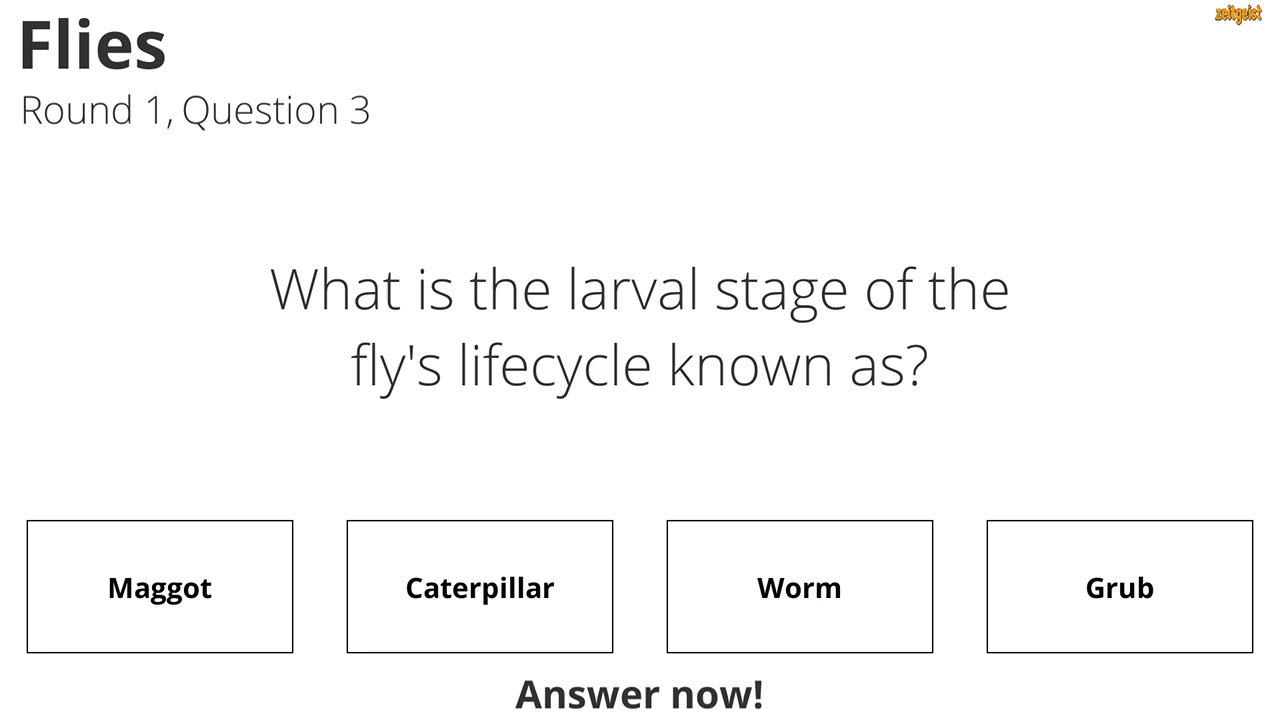 zeitgeist
Flies
Round 1, Question 3
What is the larval stage of the
fly's lifecycle known as?
Maggot
Caterpillar
Worm
Grub
Answer now!